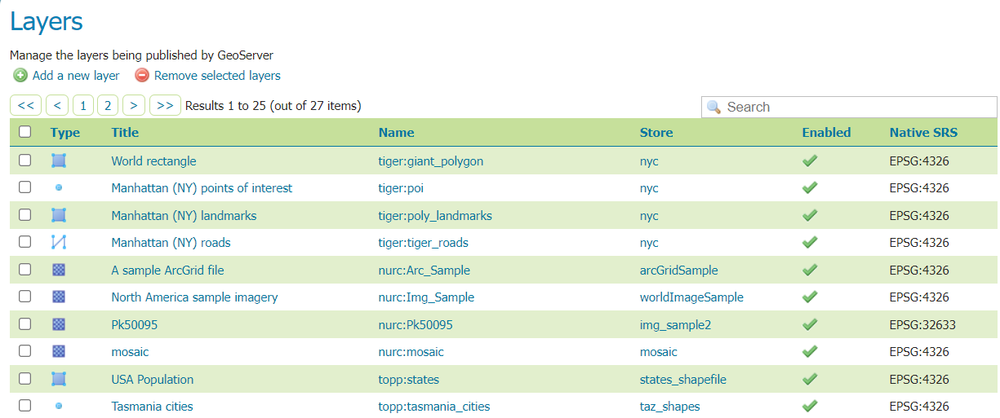 Layers
Manage the layers being published by GeoServer
Add a new layer Remove selected layers
<< < 1 2 > >> Results 1 to 25 (out of 27 items) Search
Type Title Name Store Enabled Native SRS
World rectangle tiger:giant_polygon nyc EPSG:4326
Manhattan (NY) points of interest tiger:poi nyc EPSG:4326
Manhattan (NY) landmarks tiger:poly_landmarks nyc EPSG:4326
Manhattan (NY) roads tiger:tiger_roads nyc EPSG:4326
A sample ArcGrid file nurc:Arc_Sample arcGridSample EPSG:4326
North America sample imagery nurc:Img_Sample worldImageSample EPSG:4326
Pk50095 nurc:Pk50095 img_sample2 EPSG:32633
mosaic nurc:mosaic mosaic EPSG:4326
USA Population topp:states states_shapefile EPSG:4326
Tasmania cities topp:tasmania_cities taz_shapes EPSG:4326